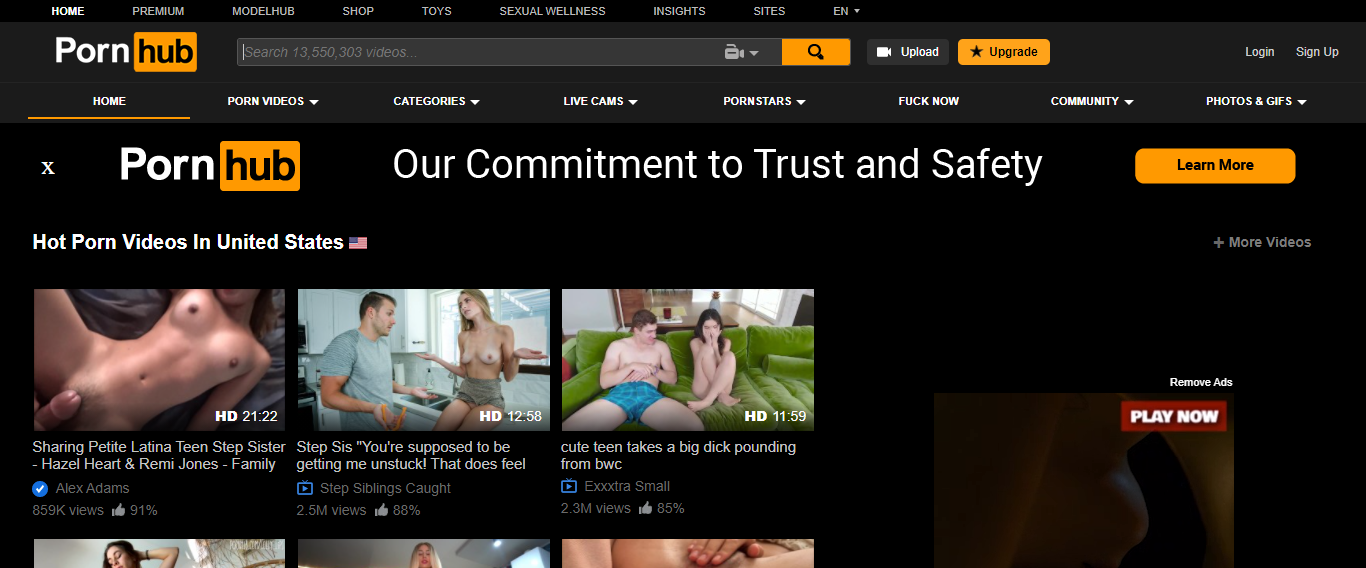 HOME PREMIUM MODELHUB SHOP TOYS SEXUAL WELLNESS INSIGHTS SITES EN
Pornhub
Search 13,550,303 videos...
Upload
Upgrade
Login Sign Up
HOME PORN VIDEOS CATEGORIES LIVE CAMS PORNSTARS FUCK NOW COMMUNITY PHOTOS & GIFS
x
Pornhub
Our Commitment to Trust and Safety
Learn More
Hot Porn Videos In United States
+ More Videos
HD 21:22
Sharing Petite Latina Teen Step Sister
- Hazel Heart & Remi Jones - Family
Alex Adams
859K views 91%
HD 12:58
Step Sis "You're supposed to be
getting me unstuck! That does feel
Step Siblings Caught
2.5M views 88%
HD 11:59
cute teen takes a big dick pounding
from bwc
Exxxtra Small
2.3M views 85%
Remove Ads
PLAY NOW